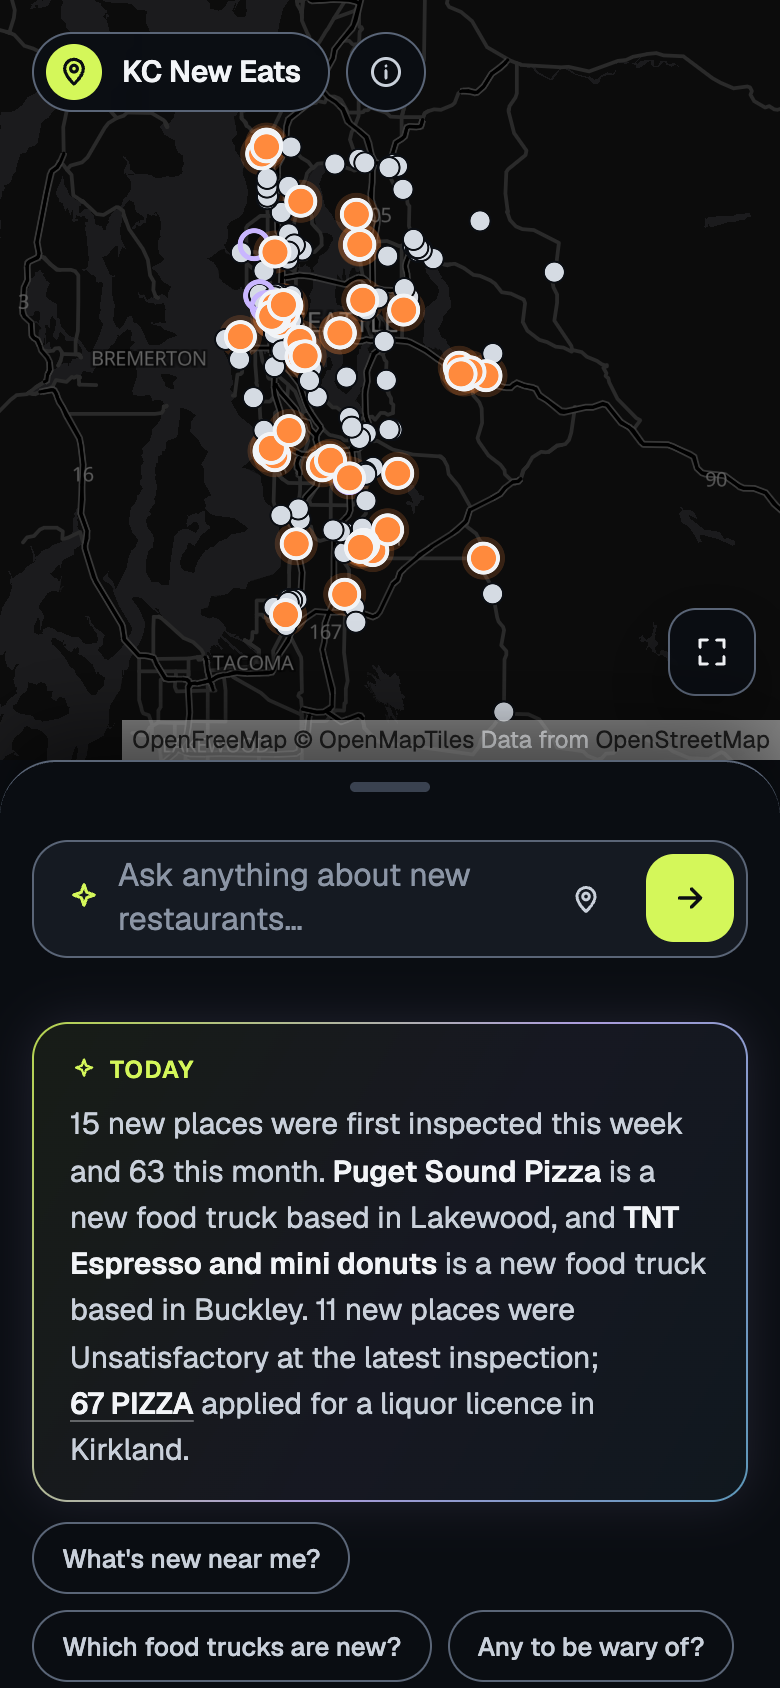 KC New Eats
05
3
SEATTLE
BREMERTON
16
90
167
TACOMA
LAKEWOOD
OpenFreeMap © OpenMapTiles Data from OpenStreetMap
Ask anything about new
restaurants...
TODAY
15 new places were first inspected this week
and 63 this month. Puget Sound Pizza is a
new food truck based in Lakewood, and TNT
Espresso and mini donuts is a new food truck
based in Buckley. 11 new places were
Unsatisfactory at the latest inspection;
67 PIZZA applied for a liquor licence in
Kirkland.
What's new near me?
Which food trucks are new?
Any to be wary of?